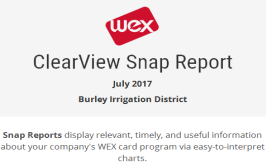 wex
ClearView Snap Report
July 2017
Burley Irrigation District
Snap Reports display relevant, timely, and useful information
about your company's WEX card program via easy-to-interpret
charts.